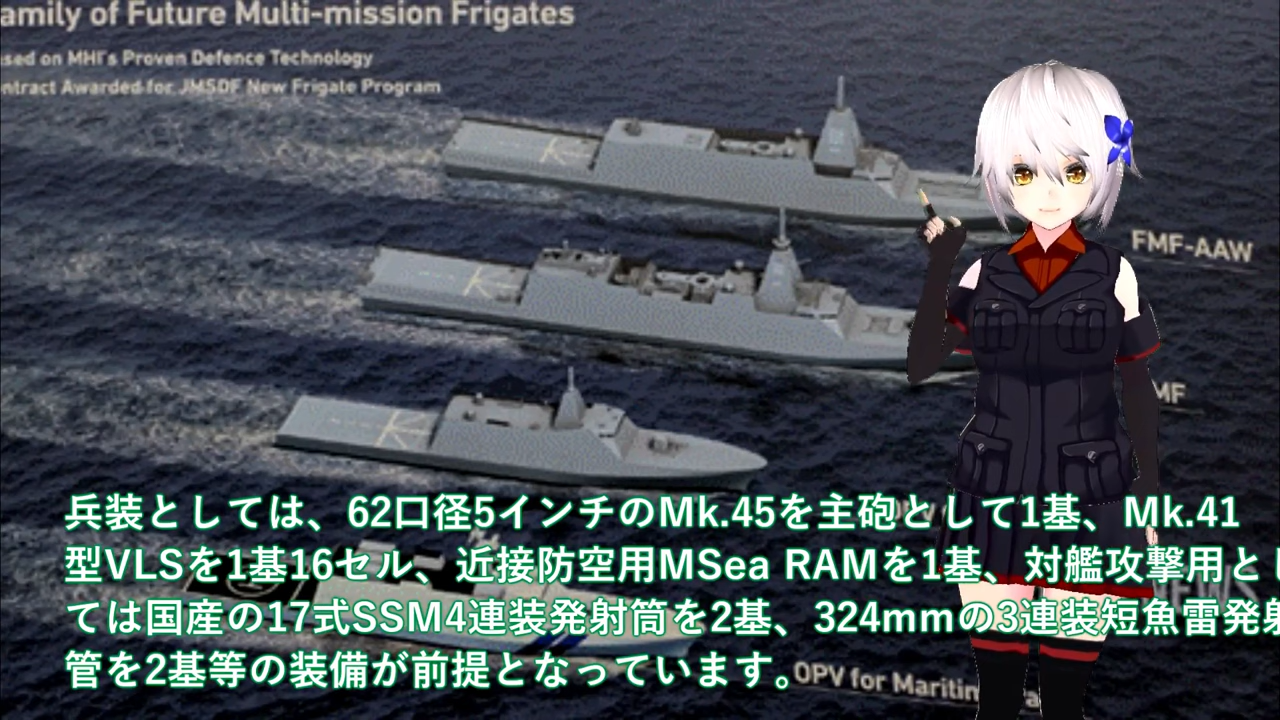 amily of Future Multi-mission Frigates
sed on MHI's Proven Defence Technology
ntract Awarded for JMSDF New Frigate Program
FMF-AAW
MF
兵装としては、62口径5インチのMk.45を主砲として1基、Mk.41
型VLSを1基16セル、近接防空用MSea RAMを1基、対艦攻撃用とし
ては国産の17式SSM4連装発射筒を2基、324mmの3連装短魚雷発射
管を2基等の装備が前提となっています。
OPV for Maritim